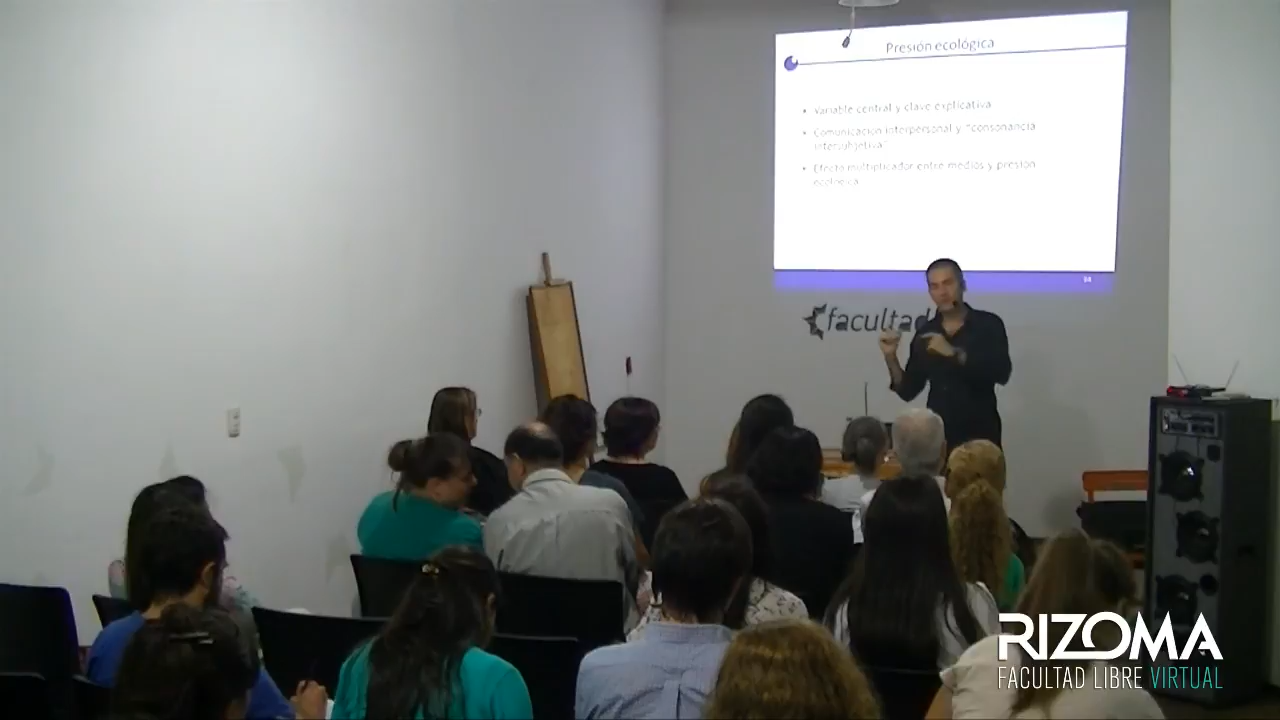 Presión ecológica
• Variable central y clave explicativa
• Comunicación interpersonal y "consonancia
intersubjetiva"
• Efecto multiplicador entre medios y presión
ecológica
facultad
RIZOMA
FACULTAD LIBRE VIRTUAL